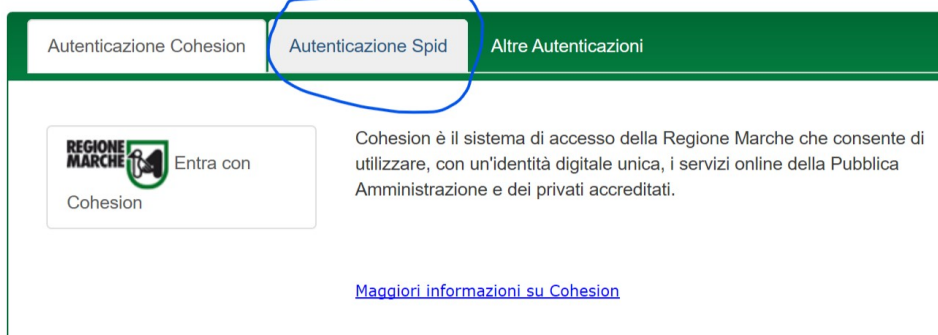 Autenticazione Cohesion
Autenticazione Spid
Altre Autenticazioni
REGIONE
MARCHE
Entra con
Cohesion
Cohesion è il sistema di accesso della Regione Marche che consente di
utilizzare, con un'identità digitale unica, i servizi online della Pubblica
Amministrazione e dei privati accreditati.
Maggiori informazioni su Cohesion